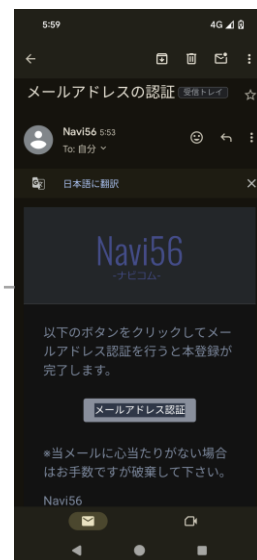 5:59 4G
メールアドレスの認証 受信トレイ
Navi56 5:53
To: 自分
日本語に翻訳
Navi56
-ナビコム-
以下のボタンをクリックしてメー
ルアドレス認証を行うと本登録が
完了します。
メールアドレス認証
※当メールに心当たりがない場合
はお手数ですが破棄して下さい。
Navi56